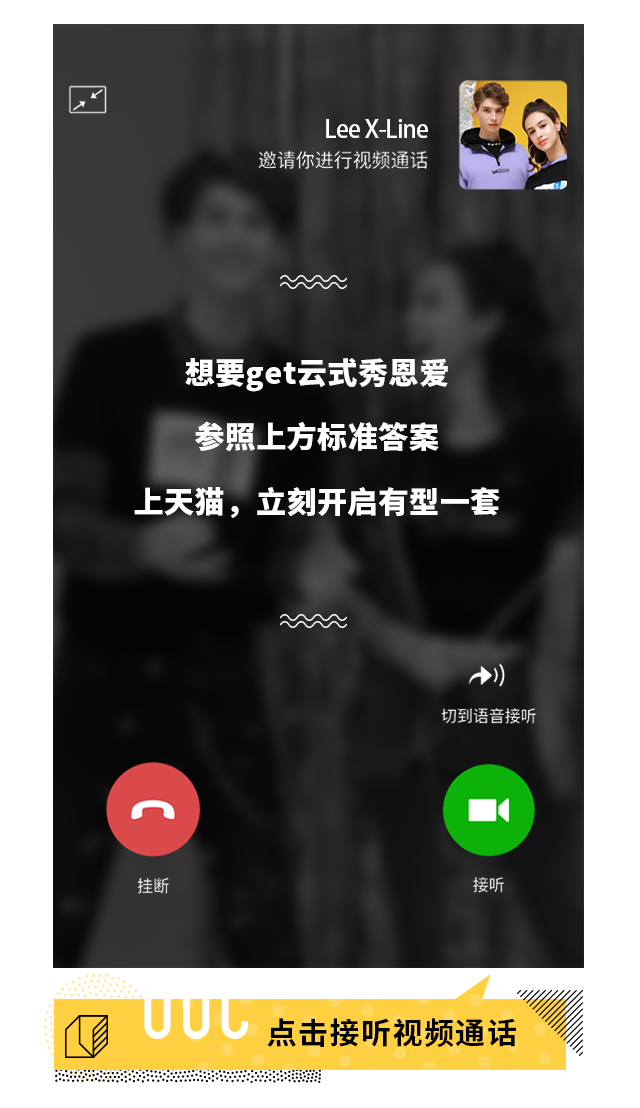 Lee X-Line
邀请你进行视频通话
想要get云式秀恩爱
参照上方标准答案
上天猫，立刻开启有型一套
切到语音接听
挂断
接听
点击接听视频通话